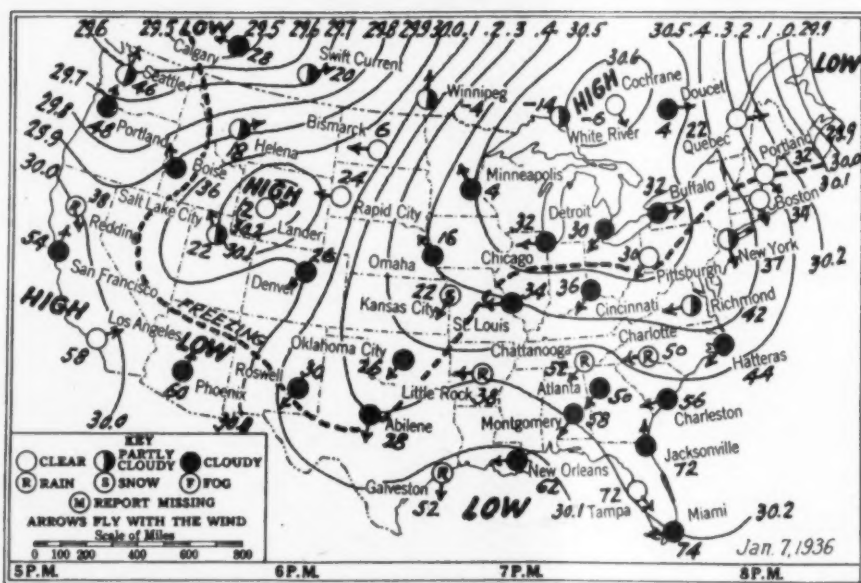 29.6 29.5 LOW 29.5 29.6 29.7 29.8 29.9 30.0 .1 .2 .3 .4 30.5 30.5 .4 .3 .2 .1 .0 29.9
Calgary 28
Swift Current 20
30.6
HIGH
Cochrane
-6
Doucet
4
LOW
Seattle
46
29.7
29.8
29.9
30.0
Winnipeg
-4
-14
White River
22
Quebec
Portland
32
29.9
30.0
30.1
48
Portland
Helena
18
Bismarck
6
Boise
36
Minneapolis
4
32
Buffalo
Boston
34
38
Redding
Salt Lake City
22
HIGH
12
30.2
30.1
Lander
24
Rapid City
Detroit
30
32
Chicago
New York
37
30.2
54
San Francisco
26
Denver
16
Omaha
30
Pittsburgh
HIGH
FREEZING
22
S
Kansas City
34
St. Louis
36
Cincinnati
Richmond
42
Los Angeles
58
LOW
Oklahoma City
26
Chattanooga
52
R
Charlotte
R
50
Hatteras
44
60
Phoenix
Roswell
30
Little Rock
R
38
Atlanta
50
56
Charleston
30.0
Abilene
28
Montgomery
58
Jacksonville
72
KEY
CLEAR
PARTLY CLOUDY
CLOUDY
R RAIN
S SNOW
F FOG
M REPORT MISSING
ARROWS FLY WITH THE WIND
Scale of Miles
0 100 200 400 600 800
Galveston
R
52
New Orleans
62
LOW
30.1
72
Tampa
Miami
74
30.2
Jan. 7, 1936
5 P.M. 6 P.M. 7 P.M. 8 P.M.